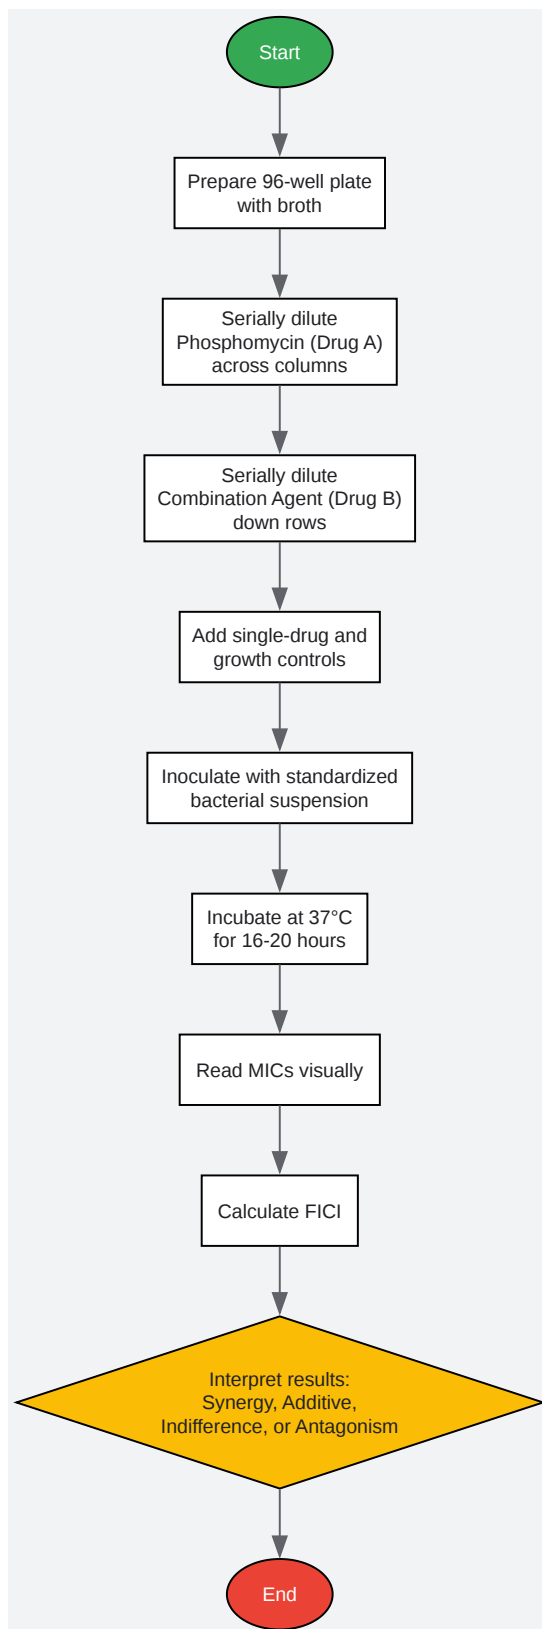 Start
Prepare 96-well plate
with broth
Serially dilute
Phosphomycin (Drug A)
across columns
Serially dilute
Combination Agent (Drug B)
down rows
Add single-drug and
growth controls
Inoculate with standardized
bacterial suspension
Incubate at 37°C
for 16-20 hours
Read MICs visually
Calculate FICI
Interpret results:
Synergy, Additive,
Indifference, or Antagonism
End